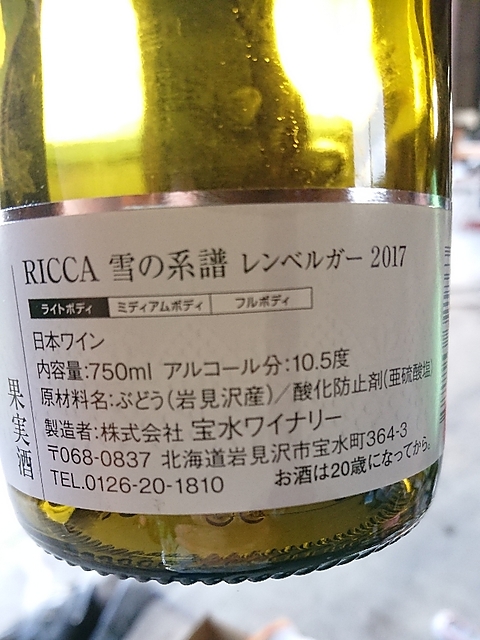 RICCA 雪の系譜 レンベルガー 2017
ライトボディ ミディアムボディ フルボディ
日本ワイン
内容量:750ml アルコール分:10.5度
原材料名:ぶどう(岩見沢産)/酸化防止剤(亜硫酸塩)
製造者:株式会社 宝水ワイナリー
〒068-0837 北海道岩見沢市宝水町364-3
TEL.0126-20-1810 お酒は20歳になってから。
果実酒